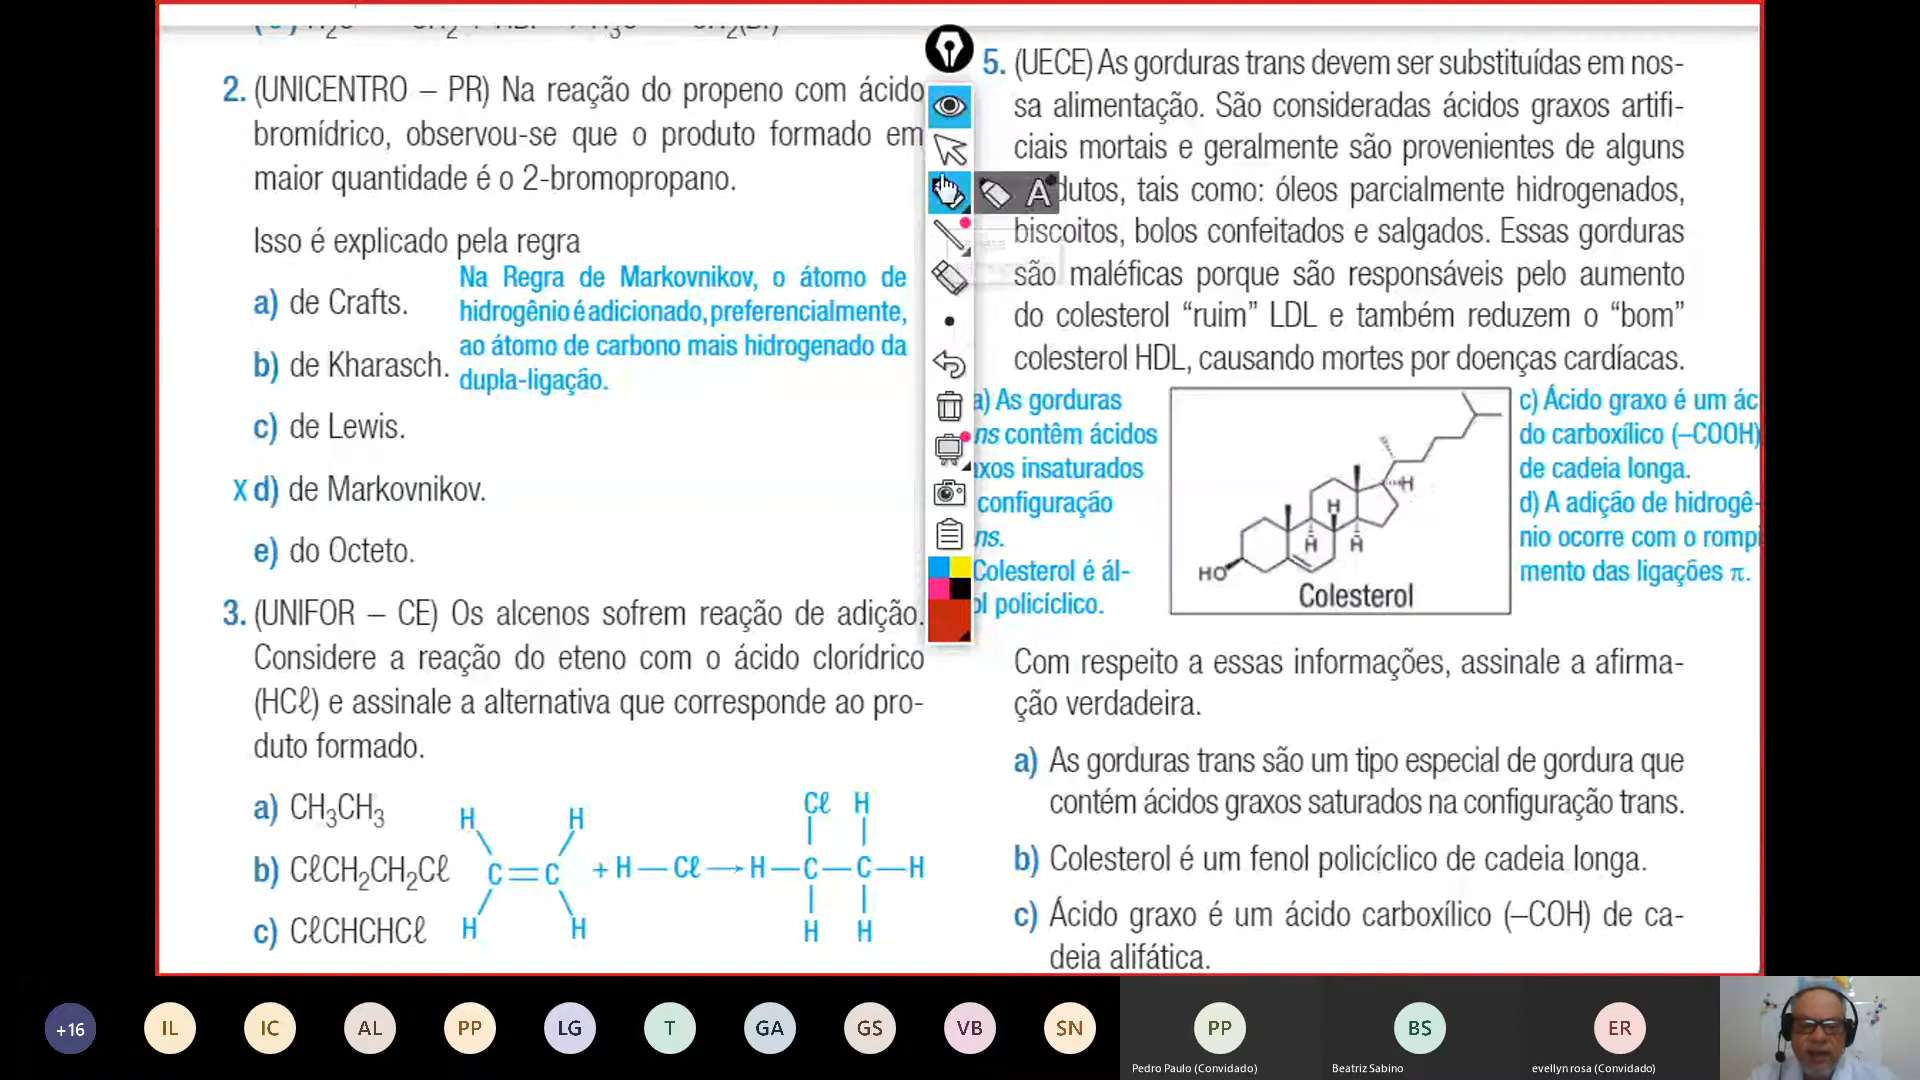 2. (UNICENTRO – PR) Na reação do propeno com ácido
bromídrico, observou-se que o produto formado em
maior quantidade é o 2-bromopropano.
Isso é explicado pela regra
a) de Crafts.
b) de Kharasch.
c) de Lewis.
X d) de Markovnikov.
e) do Octeto.
Na Regra de Markovnikov, o átomo de
hidrogênio é adicionado, preferencialmente,
ao átomo de carbono mais hidrogenado da
dupla-ligação.
3. (UNIFOR – CE) Os alcenos sofrem reação de adição.
Considere a reação do eteno com o ácido clorídrico
(HCℓ) e assinale a alternativa que corresponde ao pro-
duto formado.
a) CH₃CH₃
b) CℓCH₂CH₂Cℓ
c) CℓCHCHCℓ
H H
C=C
H H
+ H — Cℓ → H — C — C — H
Cℓ H
H H
5. (UECE) As gorduras trans devem ser substituídas em nos-
sa alimentação. São consideradas ácidos graxos artifi-
ciais mortais e geralmente são provenientes de alguns
dutos, tais como: óleos parcialmente hidrogenados,
biscoitos, bolos confeitados e salgados. Essas gorduras
são maléficas porque são responsáveis pelo aumento
do colesterol “ruim” LDL e também reduzem o “bom”
colesterol HDL, causando mortes por doenças cardíacas.
A
a) As gorduras
ns contêm ácidos
axos insaturados
configuração
ns.
Colesterol é ál-
ol policíclico.
H
H
H H
HO
Colesterol
c) Ácido graxo é um ác
do carboxílico (–COOH)
de cadeia longa.
d) A adição de hidrogê-
nio ocorre com o rompi
mento das ligações π.
Com respeito a essas informações, assinale a afirma-
ção verdadeira.
a) As gorduras trans são um tipo especial de gordura que
contém ácidos graxos saturados na configuração trans.
b) Colesterol é um fenol policíclico de cadeia longa.
c) Ácido graxo é um ácido carboxílico (–COH) de ca-
deia alifática.
+16 IL IC AL PP LG T GA GS VB SN PP BS ER
Pedro Paulo (Convidado) Beatriz Sabino evellyn rosa (Convidado)